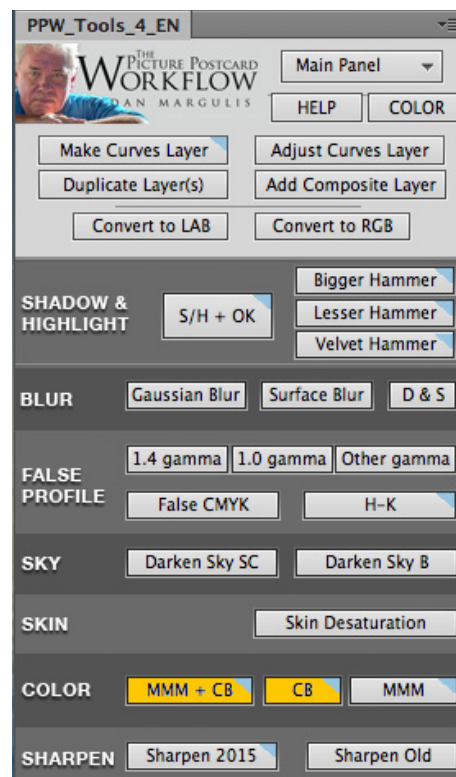 PPW_Tools_4_EN
THE
PICTURE POSTCARD
WORKFLOW
DAN MARGULIS
Main Panel
HELP COLOR
Make Curves Layer Adjust Curves Layer
Duplicate Layer(s) Add Composite Layer
Convert to LAB Convert to RGB
SHADOW &
HIGHLIGHT
S/H + OK
Bigger Hammer
Lesser Hammer
Velvet Hammer
BLUR Gaussian Blur Surface Blur D & S
FALSE
PROFILE
1.4 gamma 1.0 gamma Other gamma
False CMYK H-K
SKY Darken Sky SC Darken Sky B
SKIN Skin Desaturation
COLOR MMM + CB CB MMM
SHARPEN Sharpen 2015 Sharpen Old